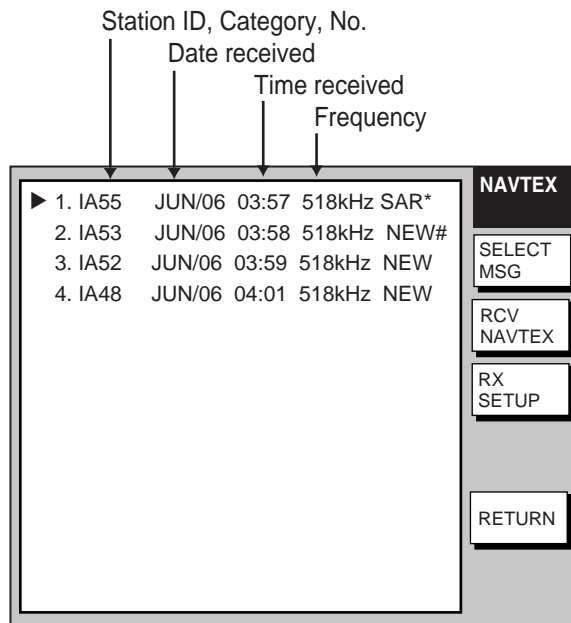 Station ID, Category, No.
Date received
Time received
Frequency
▶ 1. IA55 JUN/06 03:57 518kHz SAR*
2. IA53 JUN/06 03:58 518kHz NEW#
3. IA52 JUN/06 03:59 518kHz NEW
4. IA48 JUN/06 04:01 518kHz NEW
NAVTEX
SELECT
MSG
RCV
NAVTEX
RX
SETUP
RETURN